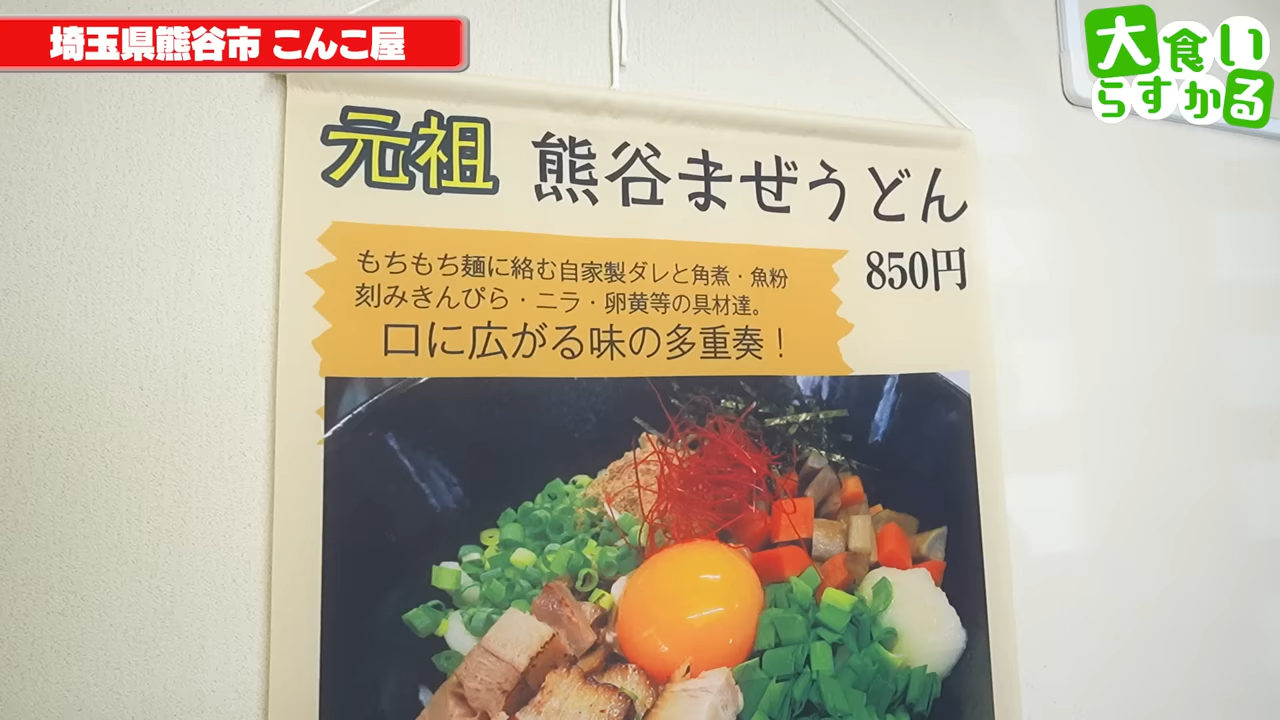 埼玉県熊谷市 こんこ屋
大食い
らすかる
元祖 熊谷まぜうどん
850円
もちもち麺に絡む自家製ダレと角煮・魚粉
刻みきんぴら・ニラ・卵黄等の具材達。
口に広がる味の多重奏！